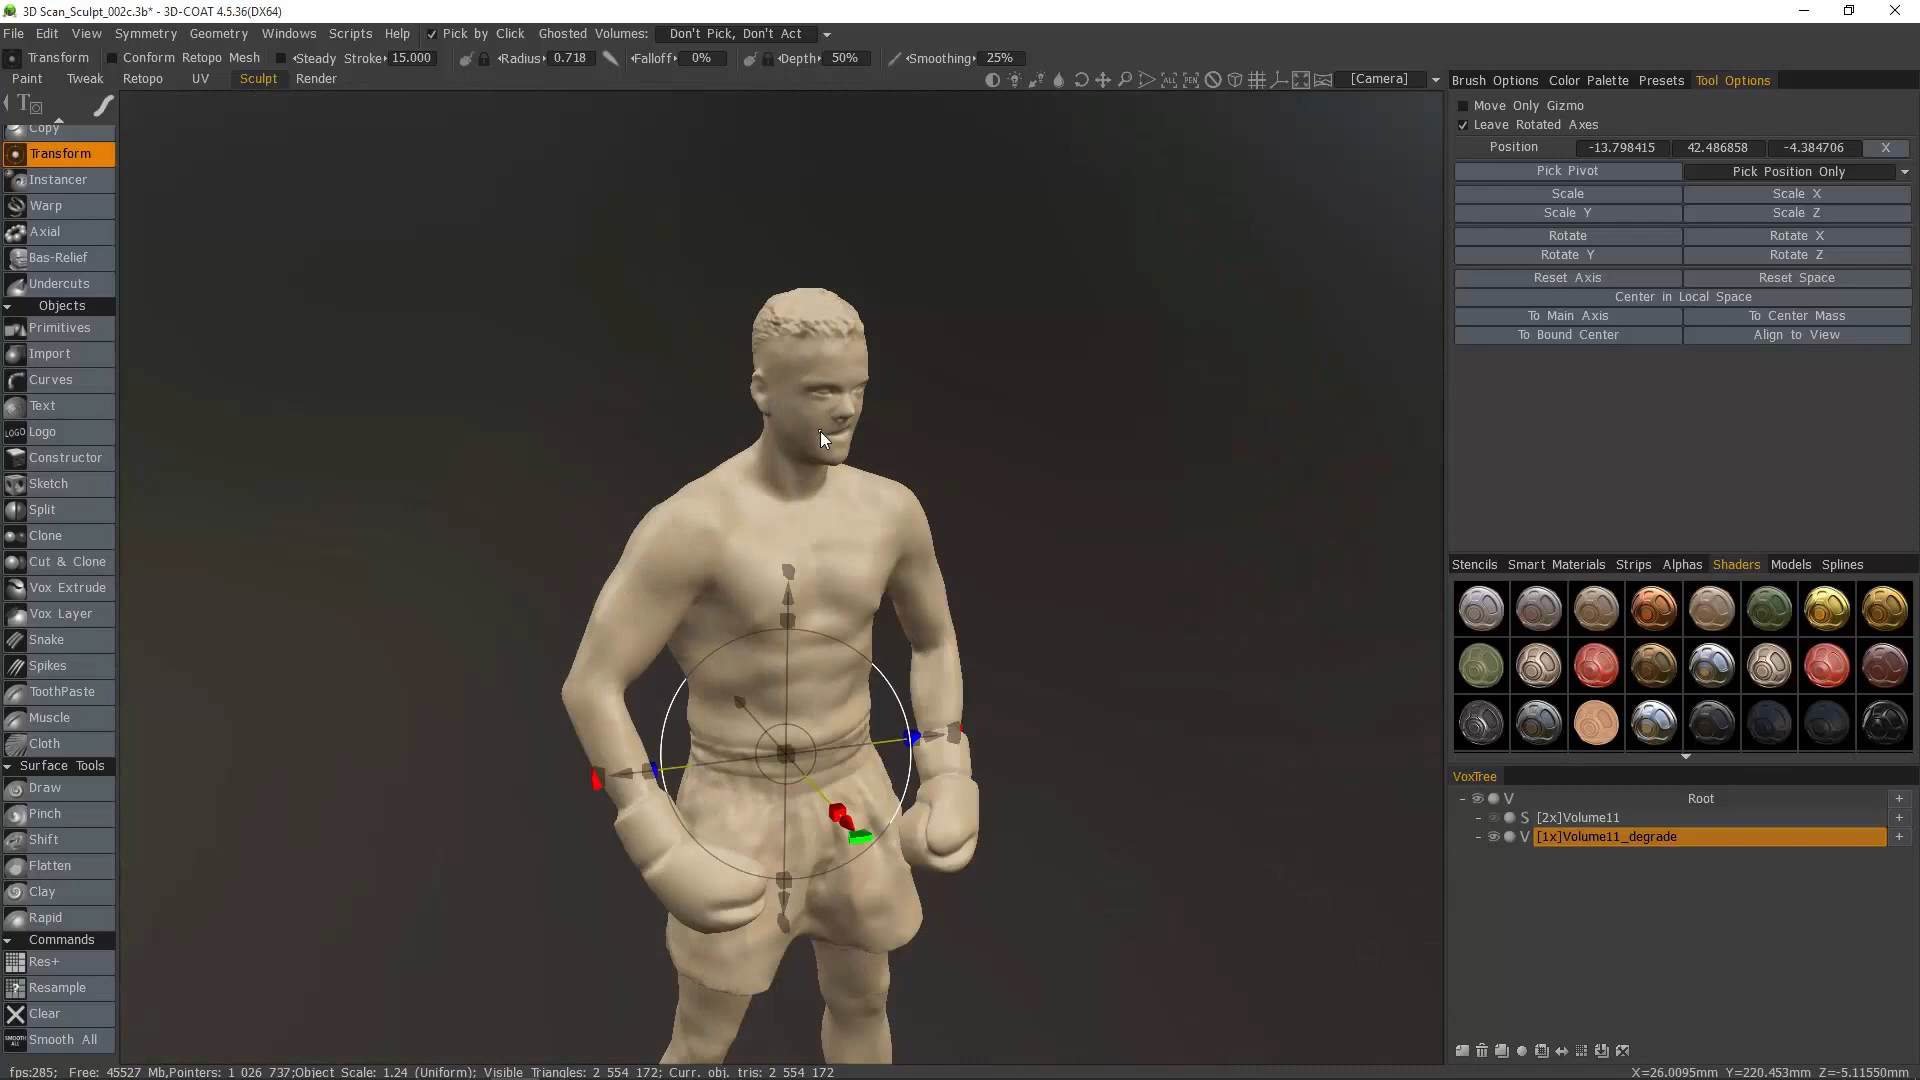 3D Scan_Sculpt_002c.3b* - 3D-COAT 4.5.36(DX64)
File Edit View Symmetry Geometry Windows Scripts Help Pick by Click Ghosted Volumes: Don't Pick, Don't Act
Transform Conform Retopo Mesh Steady Stroke 15.000 Radius 0.718 Falloff 0% Depth 50% Smoothing 25%
Paint Tweak Retopo UV Sculpt Render ALL PEN [Camera]
Brush Options Color Palette Presets Tool Options
Copy
Transform
Instancer
Warp
Axial
Bas-Relief
Undercuts
Objects
Primitives
Import
Curves
Text
LOGO Logo
Constructor
Sketch
Split
Clone
Cut & Clone
Vox Extrude
Vox Layer
Snake
Spikes
ToothPaste
Muscle
Cloth
Surface Tools
Draw
Pinch
Shift
Flatten
Clay
Rapid
Commands
Res+
Resample
Clear
SMOOTH ALL Smooth All
Move Only Gizmo
Leave Rotated Axes
Position -13.798415 42.486858 -4.384706 X
Pick Pivot Pick Position Only
Scale Scale X
Scale Y Scale Z
Rotate Rotate X
Rotate Y Rotate Z
Reset Axis Reset Space
Center in Local Space
To Main Axis To Center Mass
To Bound Center Align to View
Stencils Smart Materials Strips Alphas Shaders Models Splines
VoxTree
V Root +
S [2x]Volume11 +
V [1x]Volume11_degrade +
fps:285; Free: 45527 Mb,Pointers: 1 026 737;Object Scale: 1.24 (Uniform); Visible Triangles: 2 554 172; Curr. obj. tris: 2 554 172
X=26.0095mm Y=220.453mm Z=-5.11550mm